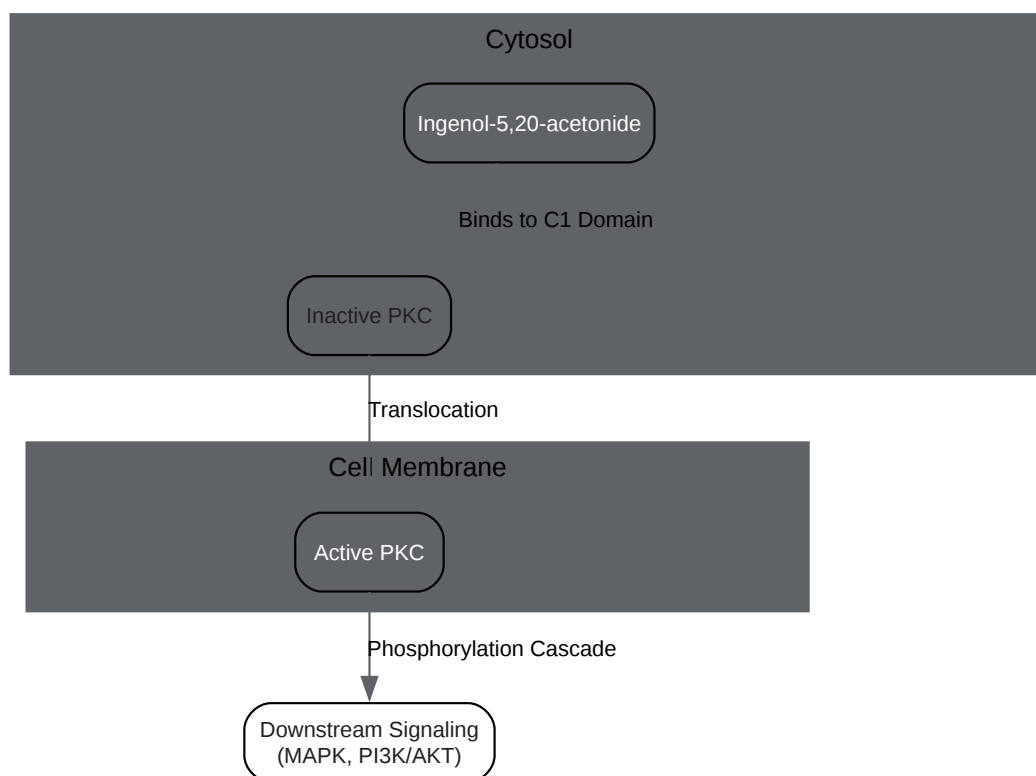 Cytosol
Ingenol-5,20-acetonide
Binds to C1 Domain
Inactive PKC
Translocation
Cell Membrane
Active PKC
Phosphorylation Cascade
Downstream Signaling
(MAPK, PI3K/AKT)